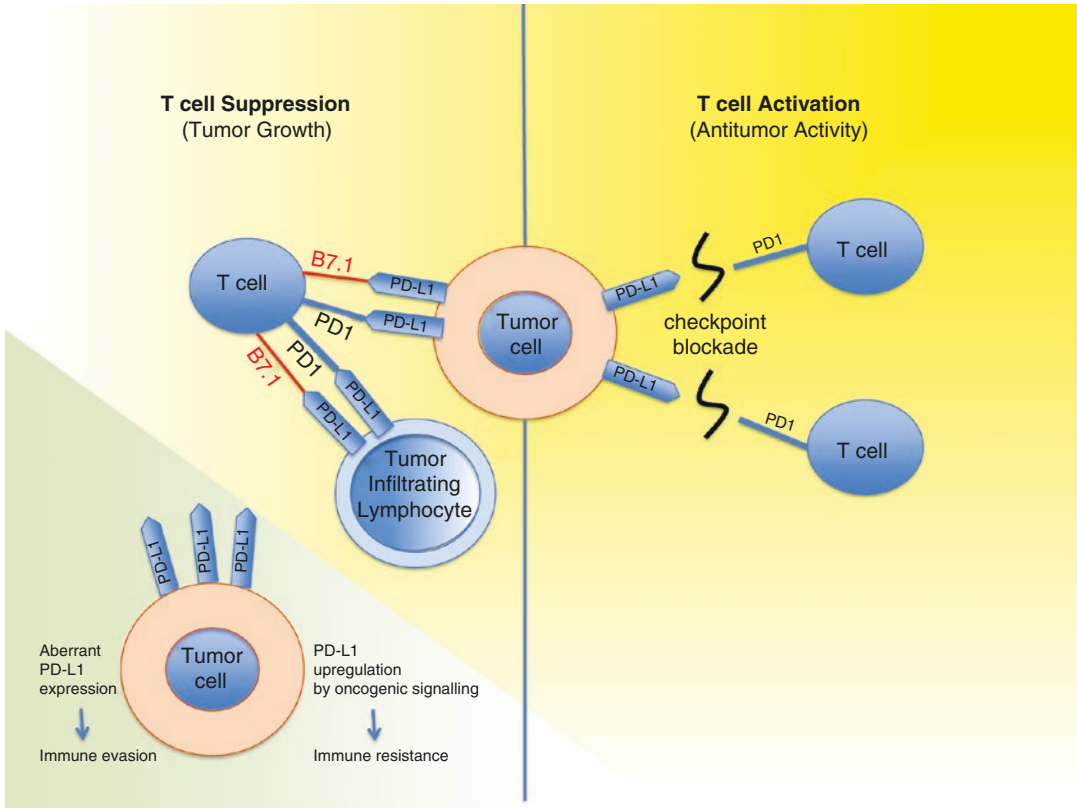 T cell Suppression
(Tumor Growth)
T cell Activation
(Antitumor Activity)
T cell
B7.1
PD-L1
PD1
PD-L1
PD1
PD-L1
B7.1
PD-L1
Tumor
cell
Tumor
Infiltrating
Lymphocyte
PD-L1
PD1
T cell
checkpoint
blockade
PD-L1
PD1
T cell
PD-L1
PD-L1
PD-L1
Tumor
cell
Aberrant
PD-L1
expression
Immune evasion
PD-L1
upregulation
by oncogenic signalling
Immune resistance